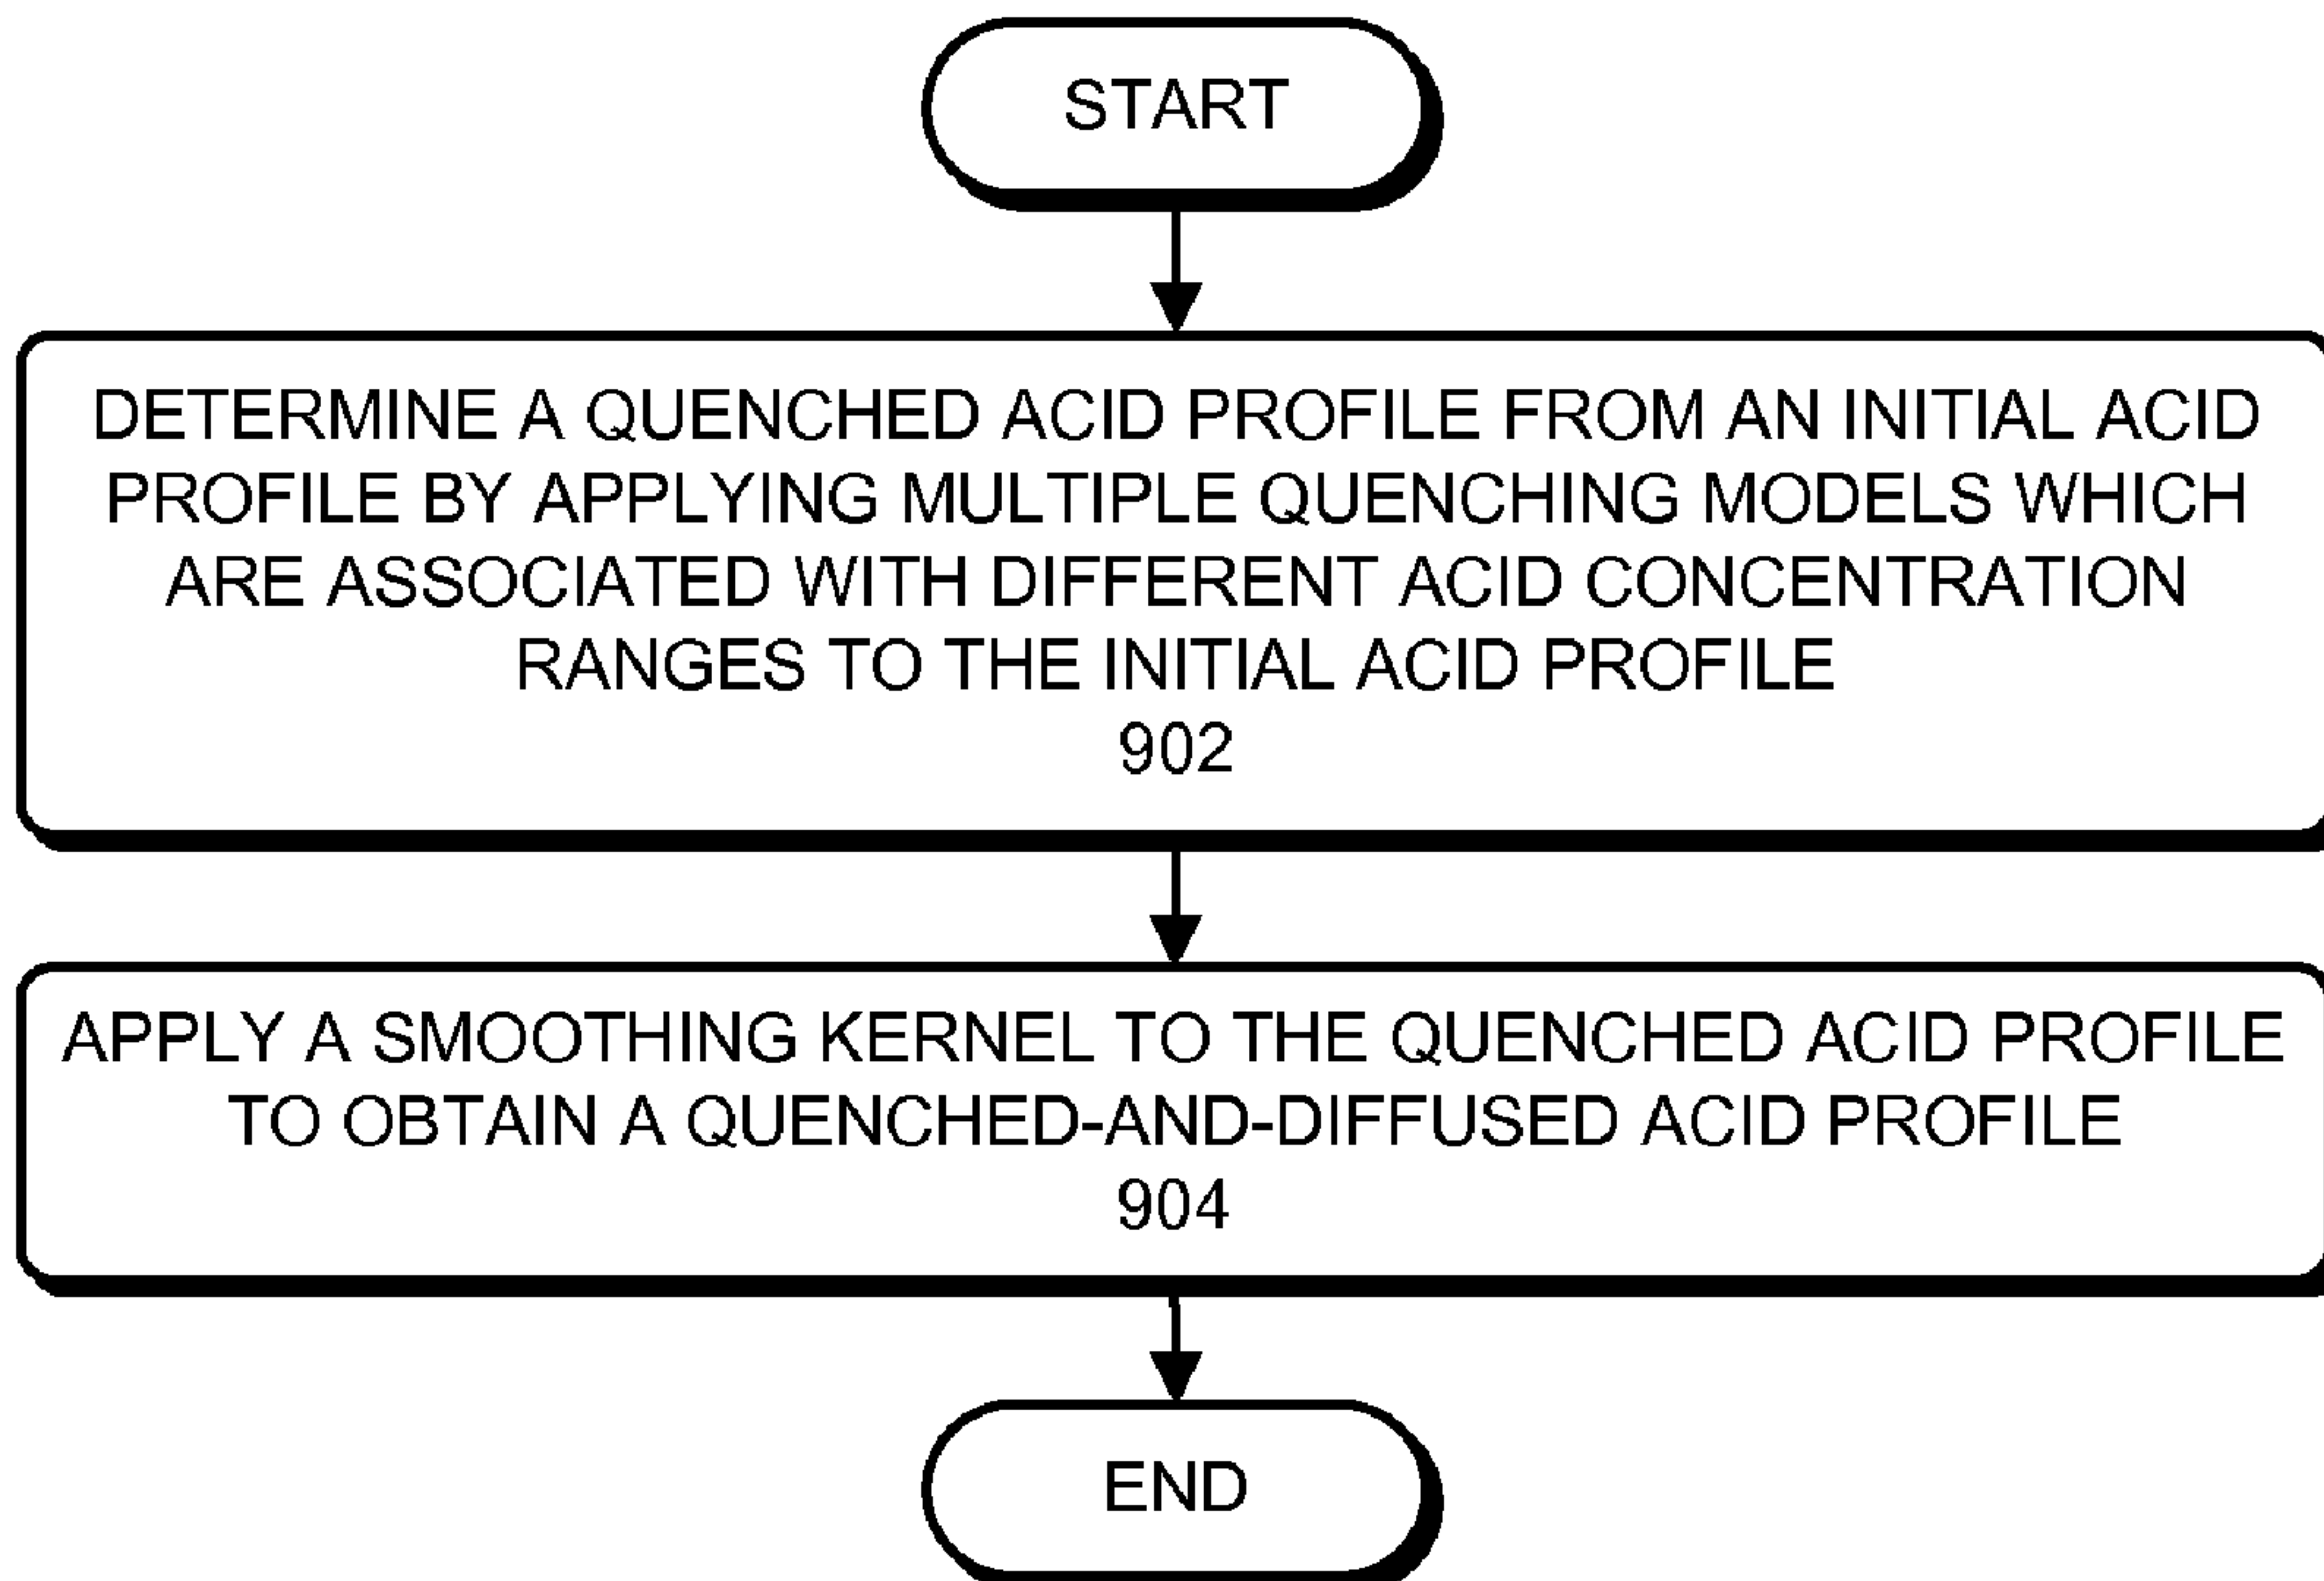 START
DETERMINE A QUENCHED ACID PROFILE FROM AN INITIAL ACID
PROFILE BY APPLYING MULTIPLE QUENCHING MODELS WHICH
ARE ASSOCIATED WITH DIFFERENT ACID CONCENTRATION
RANGES TO THE INITIAL ACID PROFILE
902
APPLY A SMOOTHING KERNEL TO THE QUENCHED ACID PROFILE
TO OBTAIN A QUENCHED-AND-DIFFUSED ACID PROFILE
904
END